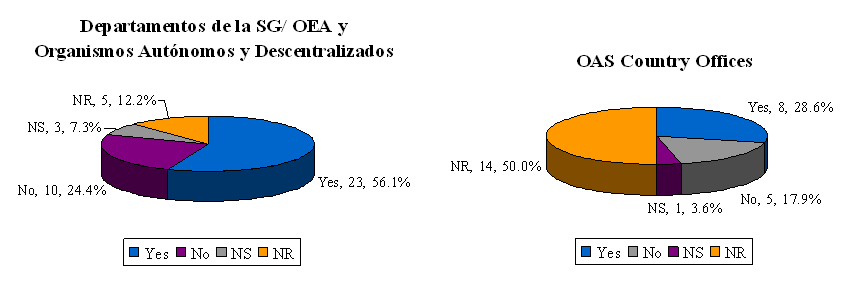 Departamentos de la SG/ OEA y
Organismos Autónomos y Descentralizados
NR, 5, 12.2%
NS, 3, 7.3%
No, 10, 24.4%
Yes, 23, 56.1%
Yes No NS NR
OAS Country Offices
Yes, 8, 28.6%
NR, 14, 50.0%
No, 5, 17.9%
NS, 1, 3.6%
Yes No NS NR